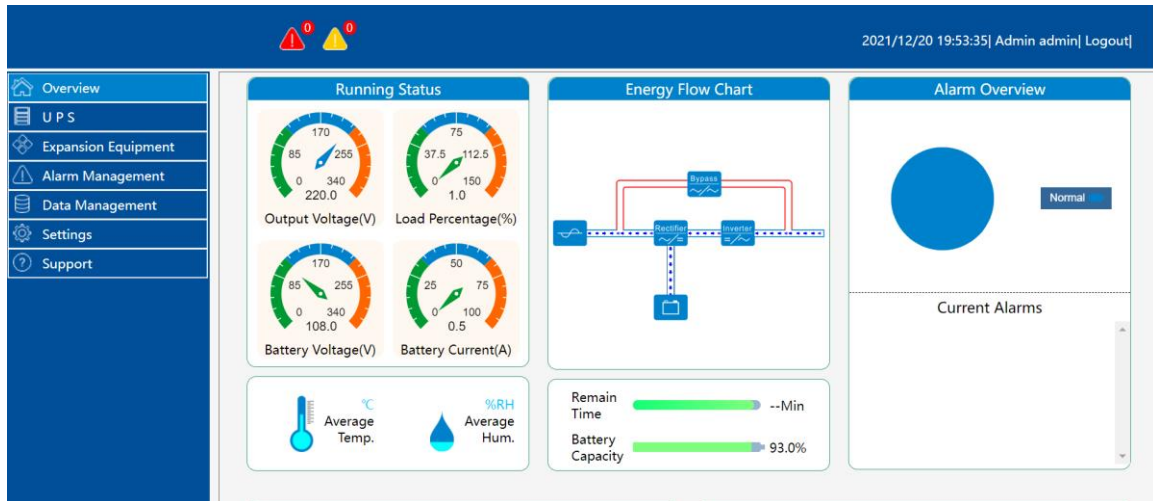 0 0
2021/12/20 19:53:35| Admin admin| Logout|
Overview
U P S
Expansion Equipment
Alarm Management
Data Management
Settings
Support
Running Status
170
85 255
0 340
220.0
Output Voltage(V)
75
37.5 112.5
0 150
1.0
Load Percentage(%)
170
85 255
0 340
108.0
Battery Voltage(V)
50
25 75
0 100
0.5
Battery Current(A)
℃
Average
Temp.
%RH
Average
Hum.
Energy Flow Chart
Bypass
Rectifier
Inverter
Remain
Time
--Min
Battery
Capacity
93.0%
Alarm Overview
Normal
Current Alarms